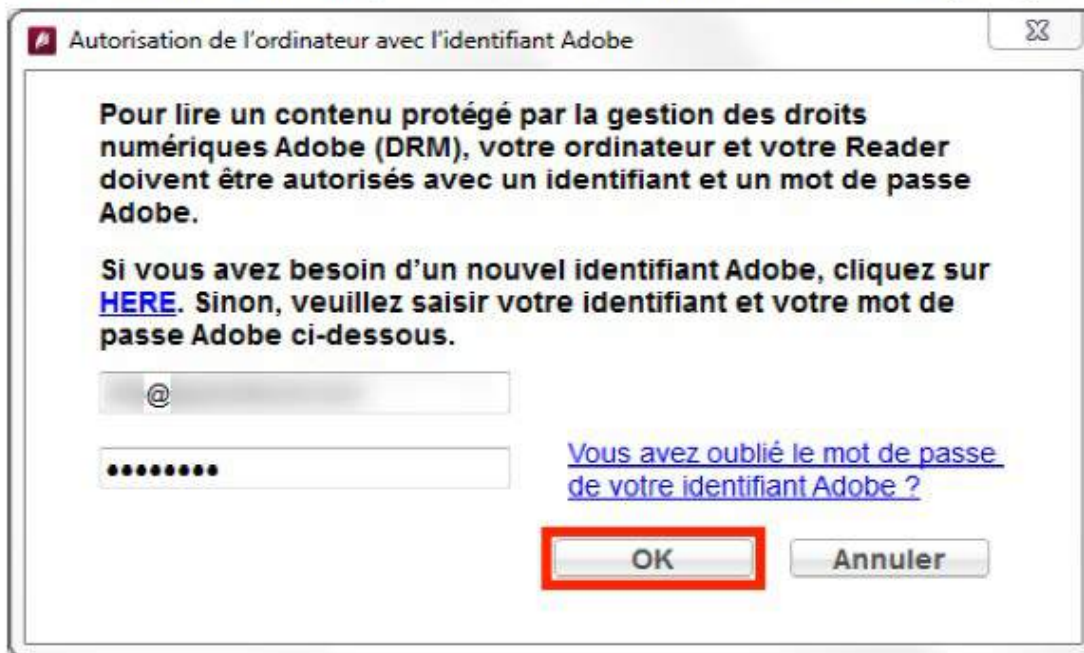 Autorisation de l'ordinateur avec l'identifiant Adobe
Pour lire un contenu protégé par la gestion des droits
numériques Adobe (DRM), votre ordinateur et votre Reader
doivent être autorisés avec un identifiant et un mot de passe
Adobe.
Si vous avez besoin d'un nouvel identifiant Adobe, cliquez sur
HERE. Sinon, veuillez saisir votre identifiant et votre mot de
passe Adobe ci-dessous.
@
••••••••
Vous avez oublié le mot de passe
de votre identifiant Adobe ?
OK
Annuler